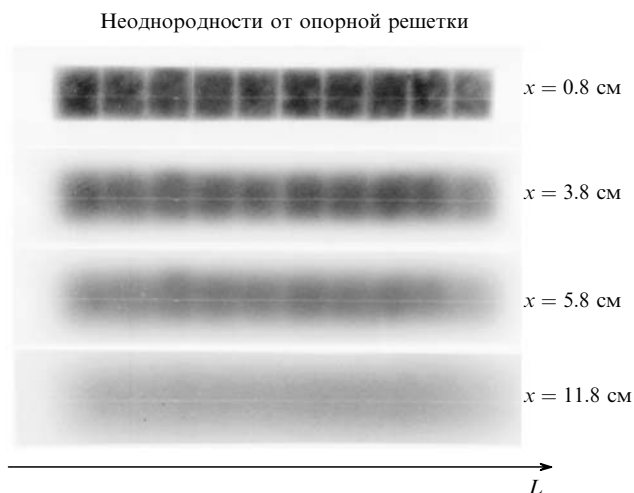 Неоднородности от опорной решетки
x = 0.8 см
x = 3.8 см
x = 5.8 см
x = 11.8 см
L